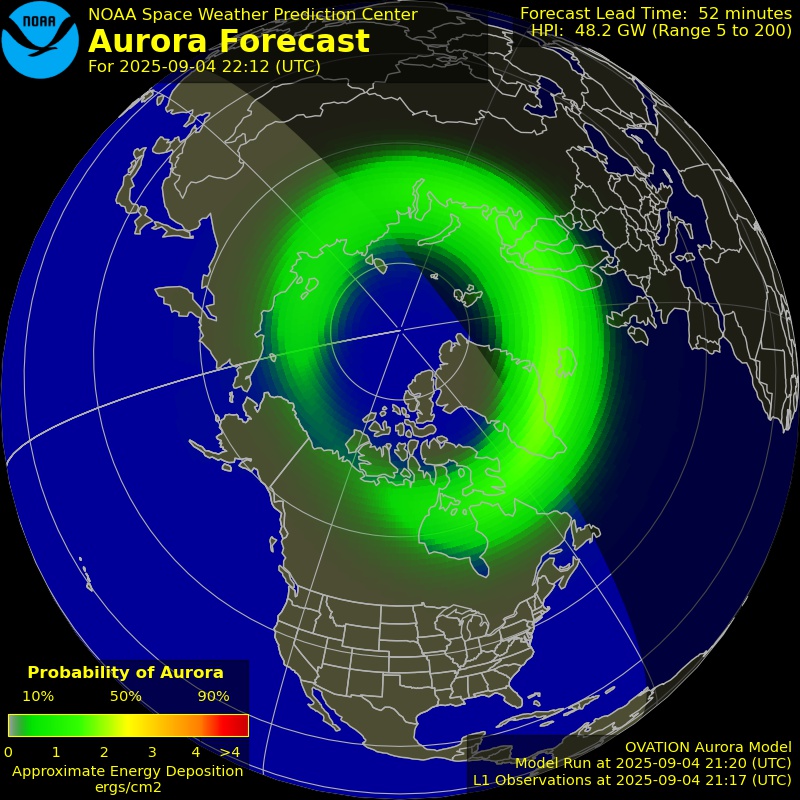 NOAA
NOAA Space Weather Prediction Center
Aurora Forecast
For 2025-09-04 22:12 (UTC)
Forecast Lead Time: 52 minutes
HPI: 48.2 GW (Range 5 to 200)
Probability of Aurora
10% 50% 90%
0 1 2 3 4 >4
Approximate Energy Deposition
ergs/cm2
OVATION Aurora Model
Model Run at 2025-09-04 21:20 (UTC)
L1 Observations at 2025-09-04 21:17 (UTC)